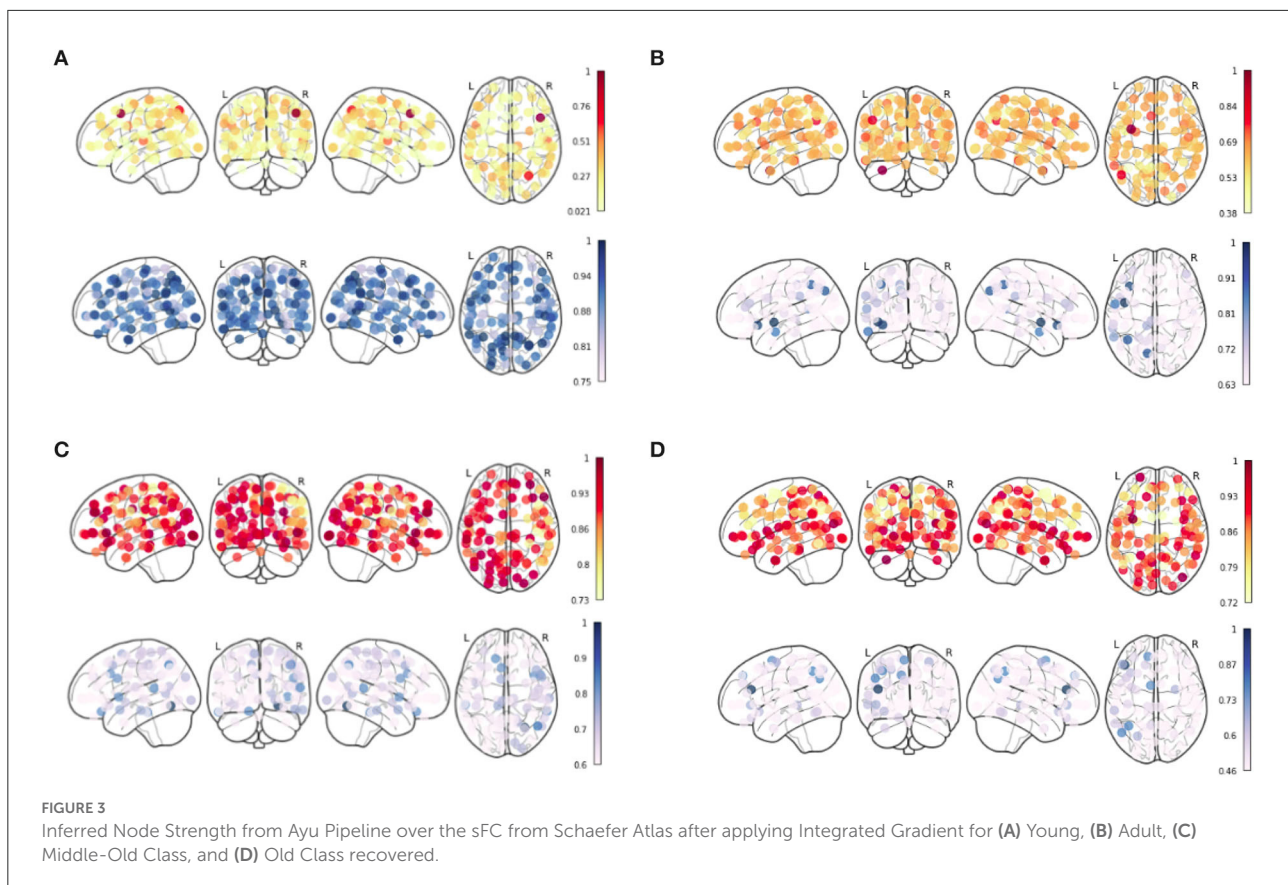 A
L
R
L
R
1
0.76
0.51
0.27
0.021
L
R
1
0.94
0.88
0.81
0.75
B
L
R
L
R
1
0.84
0.69
0.53
0.38
L
R
L
R
1
0.91
0.81
0.72
0.63
C
L
R
L
R
1
0.93
0.86
0.8
0.73
L
R
L
R
1
0.9
0.8
0.7
0.6
D
L
R
L
R
1
0.93
0.86
0.79
0.72
L
R
L
R
1
0.87
0.73
0.6
0.46
FIGURE 3
Inferred Node Strength from Ayu Pipeline over the sFC from Schaefer Atlas after applying Integrated Gradient for (A) Young, (B) Adult, (C)
Middle-Old Class, and (D) Old Class recovered.